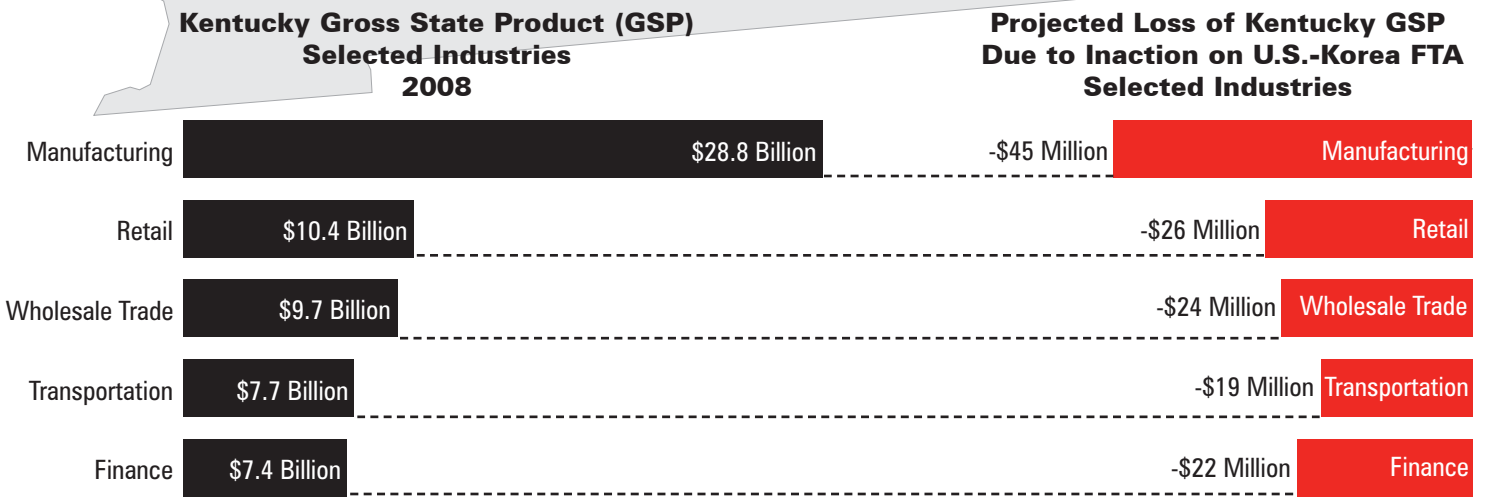 Kentucky Gross State Product (GSP)
Selected Industries
2008
Projected Loss of Kentucky GSP
Due to Inaction on U.S.-Korea FTA
Selected Industries
Manufacturing $28.8 Billion -$45 Million Manufacturing
Retail $10.4 Billion -$26 Million Retail
Wholesale Trade $9.7 Billion -$24 Million Wholesale Trade
Transportation $7.7 Billion -$19 Million Transportation
Finance $7.4 Billion -$22 Million Finance